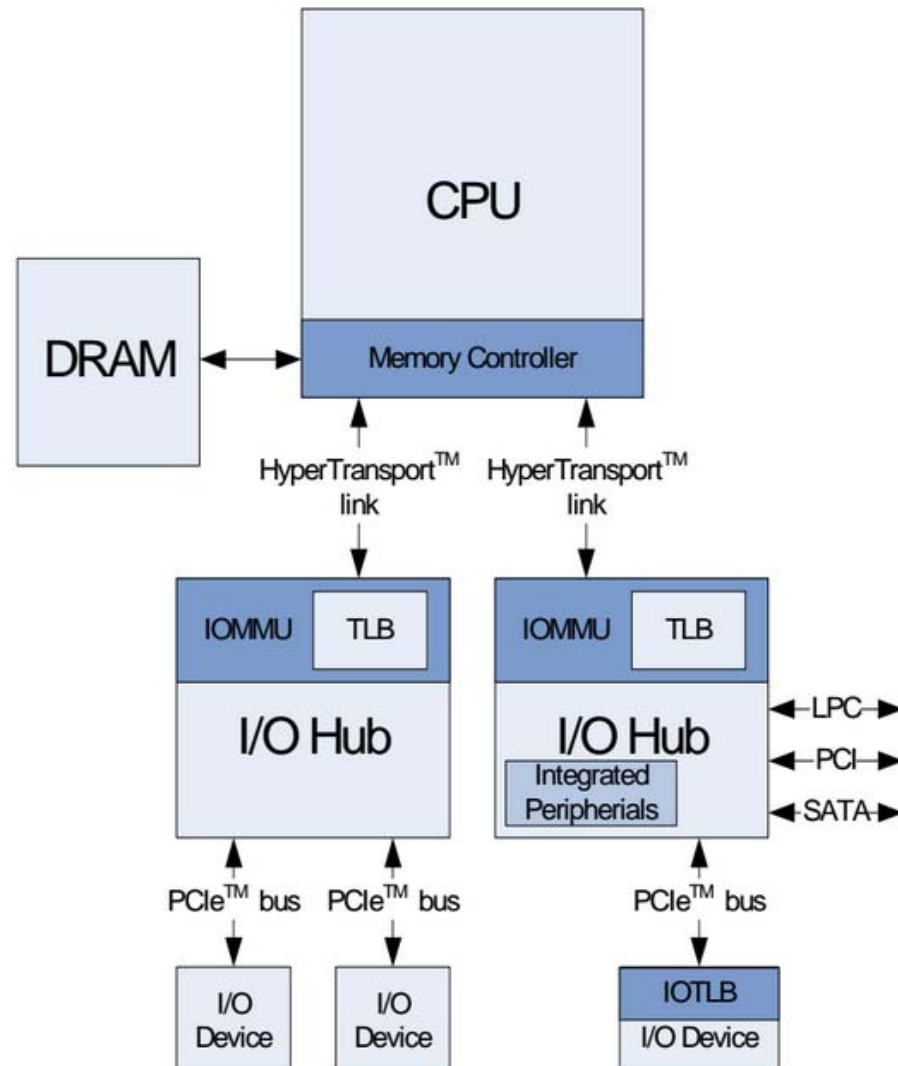 CPU
DRAM
Memory Controller
HyperTransport™ HyperTransport™
link link
IOMMU TLB IOMMU TLB
LPC
I/O Hub I/O Hub
PCI
Integrated
Peripherials
SATA
PCIe™ bus PCIe™ bus PCIe™ bus
I/O I/O IOTLB
Device Device I/O Device